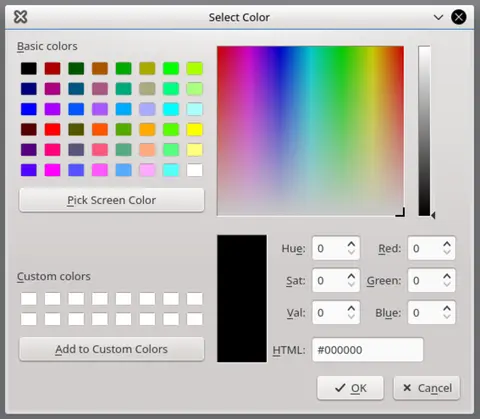 Select Color
Basic colors
Pick Screen Color
Custom colors
Add to Custom Colors
Hue: 0 Red: 0
Sat: 0 Green: 0
Val: 0 Blue: 0
HTML: #000000
OK Cancel